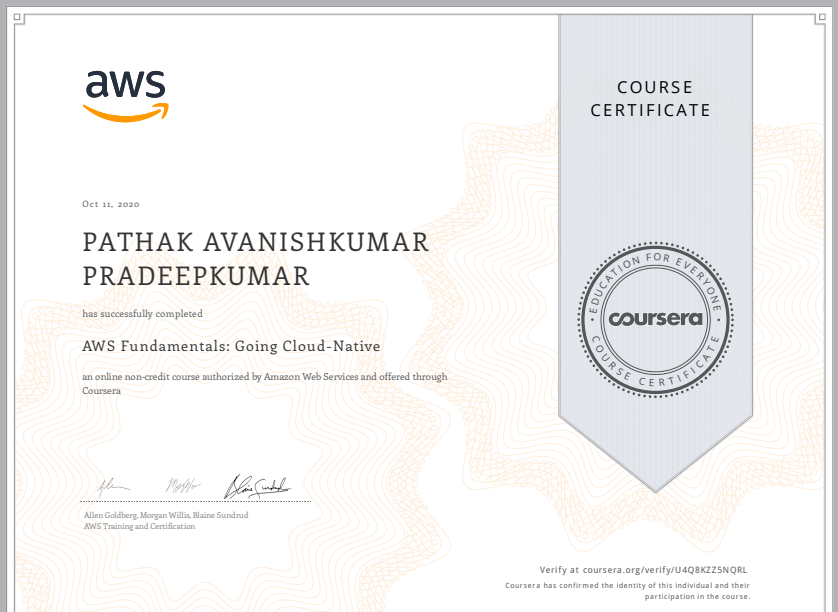 aws
COURSE
CERTIFICATE
Oct 11, 2020
PATHAK AVANISHKUMAR
PRADEEPKUMAR
has successfully completed
AWS Fundamentals: Going Cloud-Native
an online non-credit course authorized by Amazon Web Services and offered through
Coursera
EDUCATION FOR EVERYONE
coursera
COURSE CERTIFICATE
Allen Goldberg, Morgan Willis, Blaine Sundrud
AWS Training and Certification
Verify at coursera.org/verify/U4Q8KZZ5NQRL
Coursera has confirmed the identity of this individual and their
participation in the course.